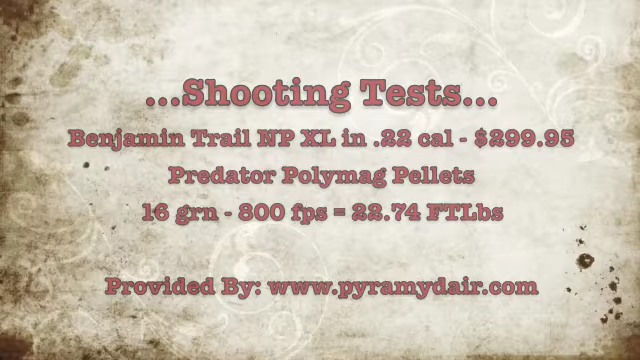 ...Shooting Tests...
Benjamin Trail NP XL in .22 cal - $299.95
Predator Polymag Pellets
16 grn - 800 fps = 22.74 FTLbs
Provided By: www.pyramydair.com